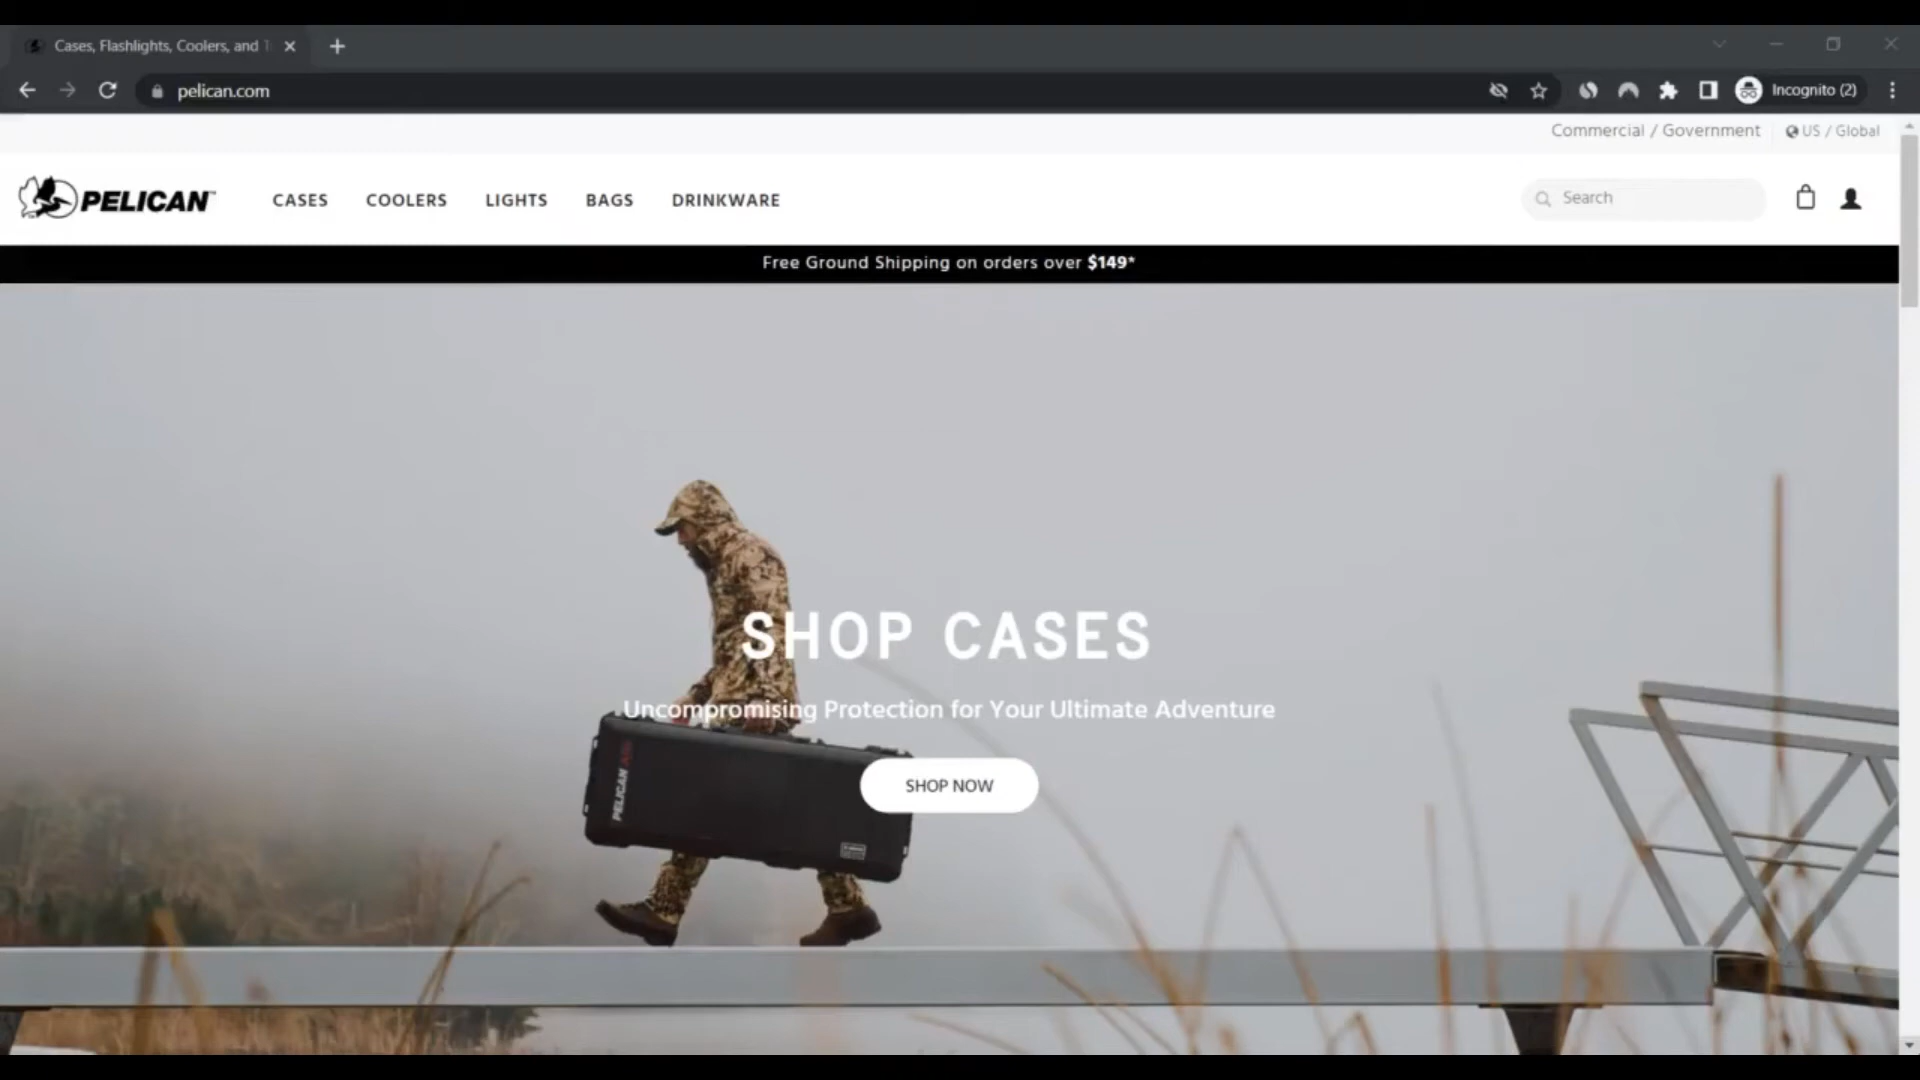 Cases, Flashlights, Coolers, and
pelican.com
Incognito (2)
Commercial / Government
US / Global
PELICAN
CASES
COOLERS
LIGHTS
BAGS
DRINKWARE
Search
Free Ground Shipping on orders over $149*
SHOP CASES
Uncompromising Protection for Your Ultimate Adventure
PELICAN AIR
SHOP NOW